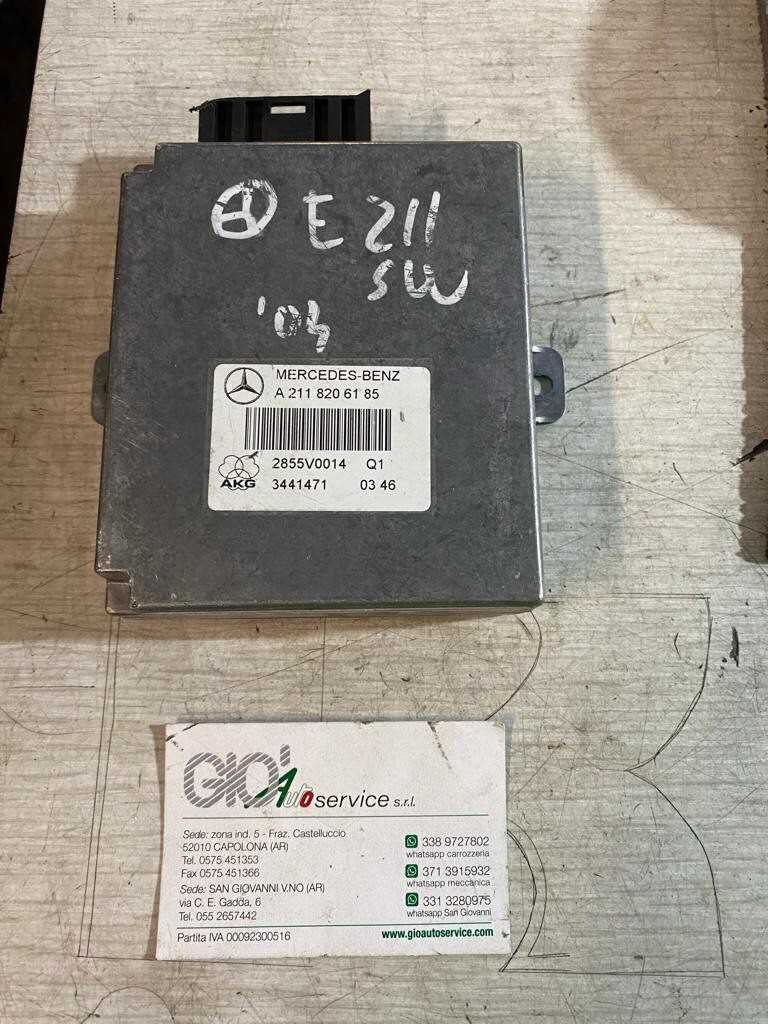 E 211
SW
'04
MERCEDES-BENZ
A 211 820 61 85
2855V0014 Q1
AKG
3441471 03 46
GIO' Autoservice s.r.l.
Sede: zona ind. 5 - Fraz. Castelluccio
52010 CAPOLONA (AR)
Tel. 0575 451353
Fax 0575 451366
Sede: SAN GIOVANNI V.NO (AR)
via C. E. Gadda, 6
Tel. 055 2657442
Partita IVA 00092300516
338 9727802
whatsapp carrozzeria
371 3915932
whatsapp meccanica
331 3280975
whatsapp San Giovanni
www.gioautoservice.com